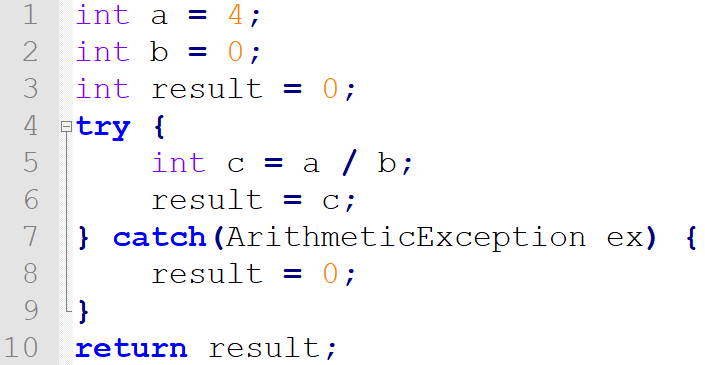 1 int a = 4;
2 int b = 0;
3 int result = 0;
4 try {
5     int c = a / b;
6     result = c;
7 } catch(ArithmeticException ex) {
8     result = 0;
9 }
10 return result;